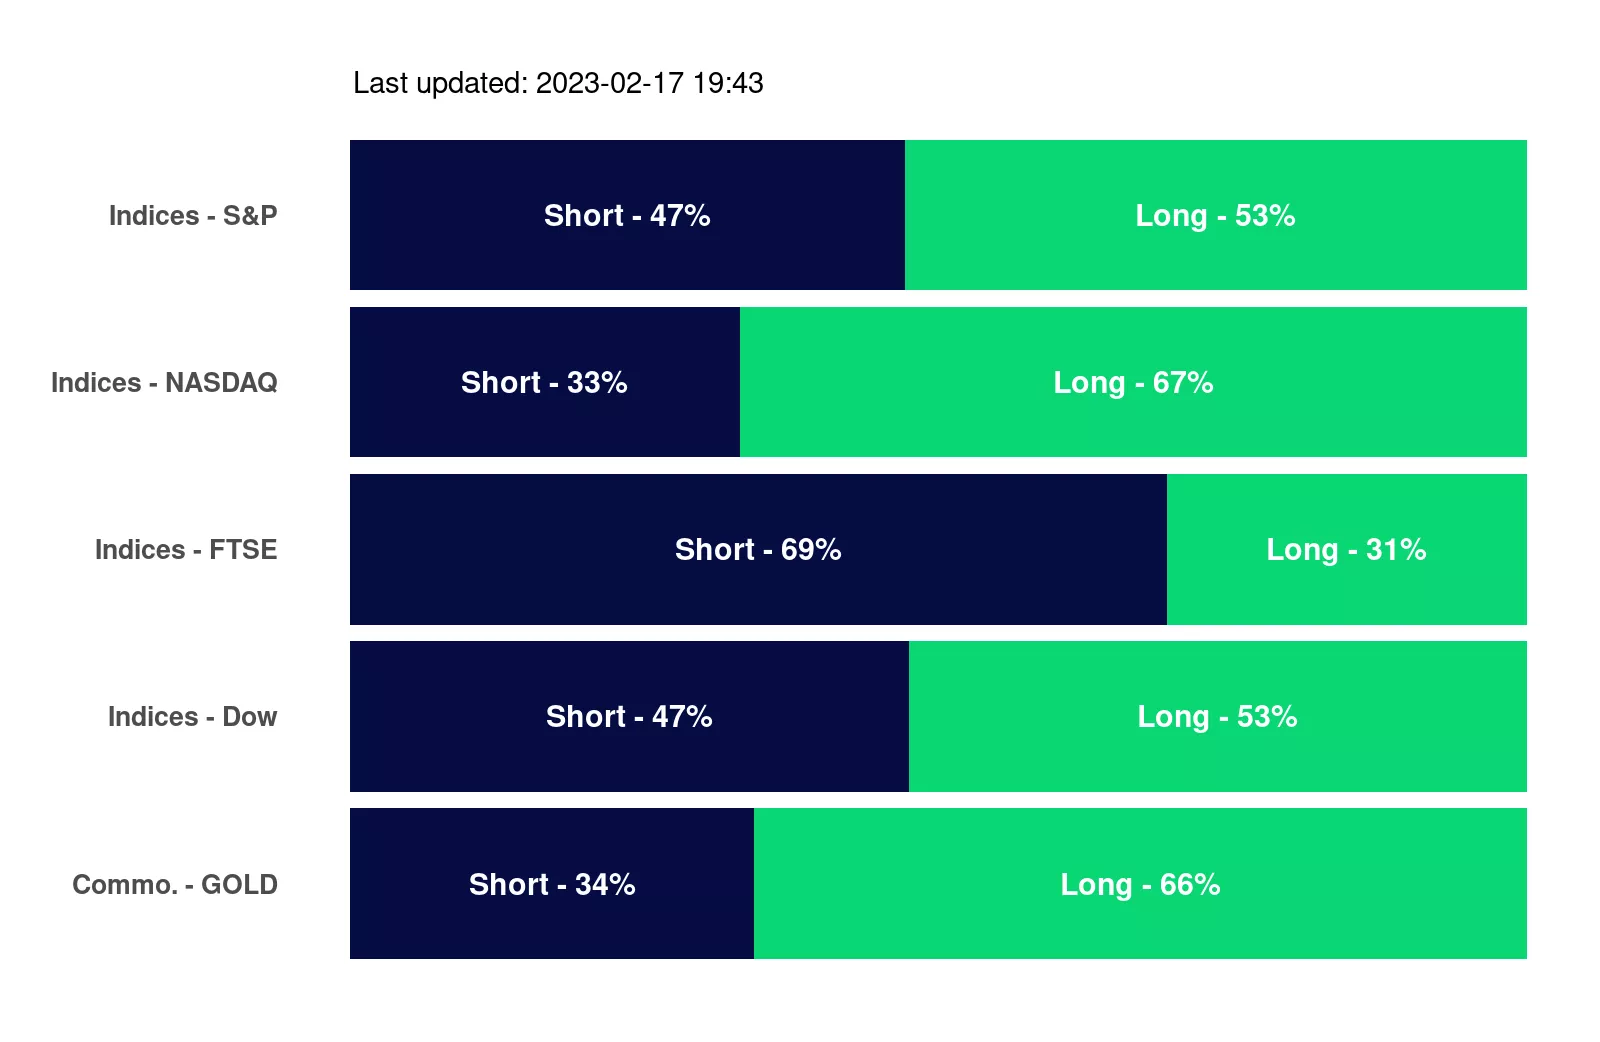 Last updated: 2023-02-17 19:43
Indices - S&P Short - 47% Long - 53%
Indices - NASDAQ Short - 33% Long - 67%
Indices - FTSE Short - 69% Long - 31%
Indices - Dow Short - 47% Long - 53%
Commo. - GOLD Short - 34% Long - 66%